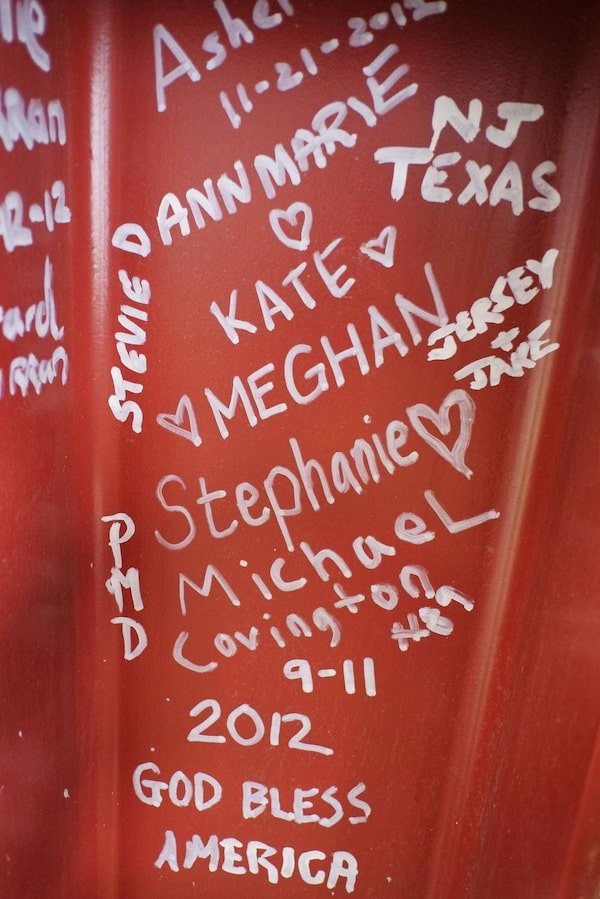 Ashe
11-21-2012
ANNMARIE
NJ
TEXAS
STEVIE D
KATE
MEGHAN
JERSEY
+
JAKE
Stephanie
PMD
Michael
Covington
#89
9-11
2012
GOD BLESS
AMERICA